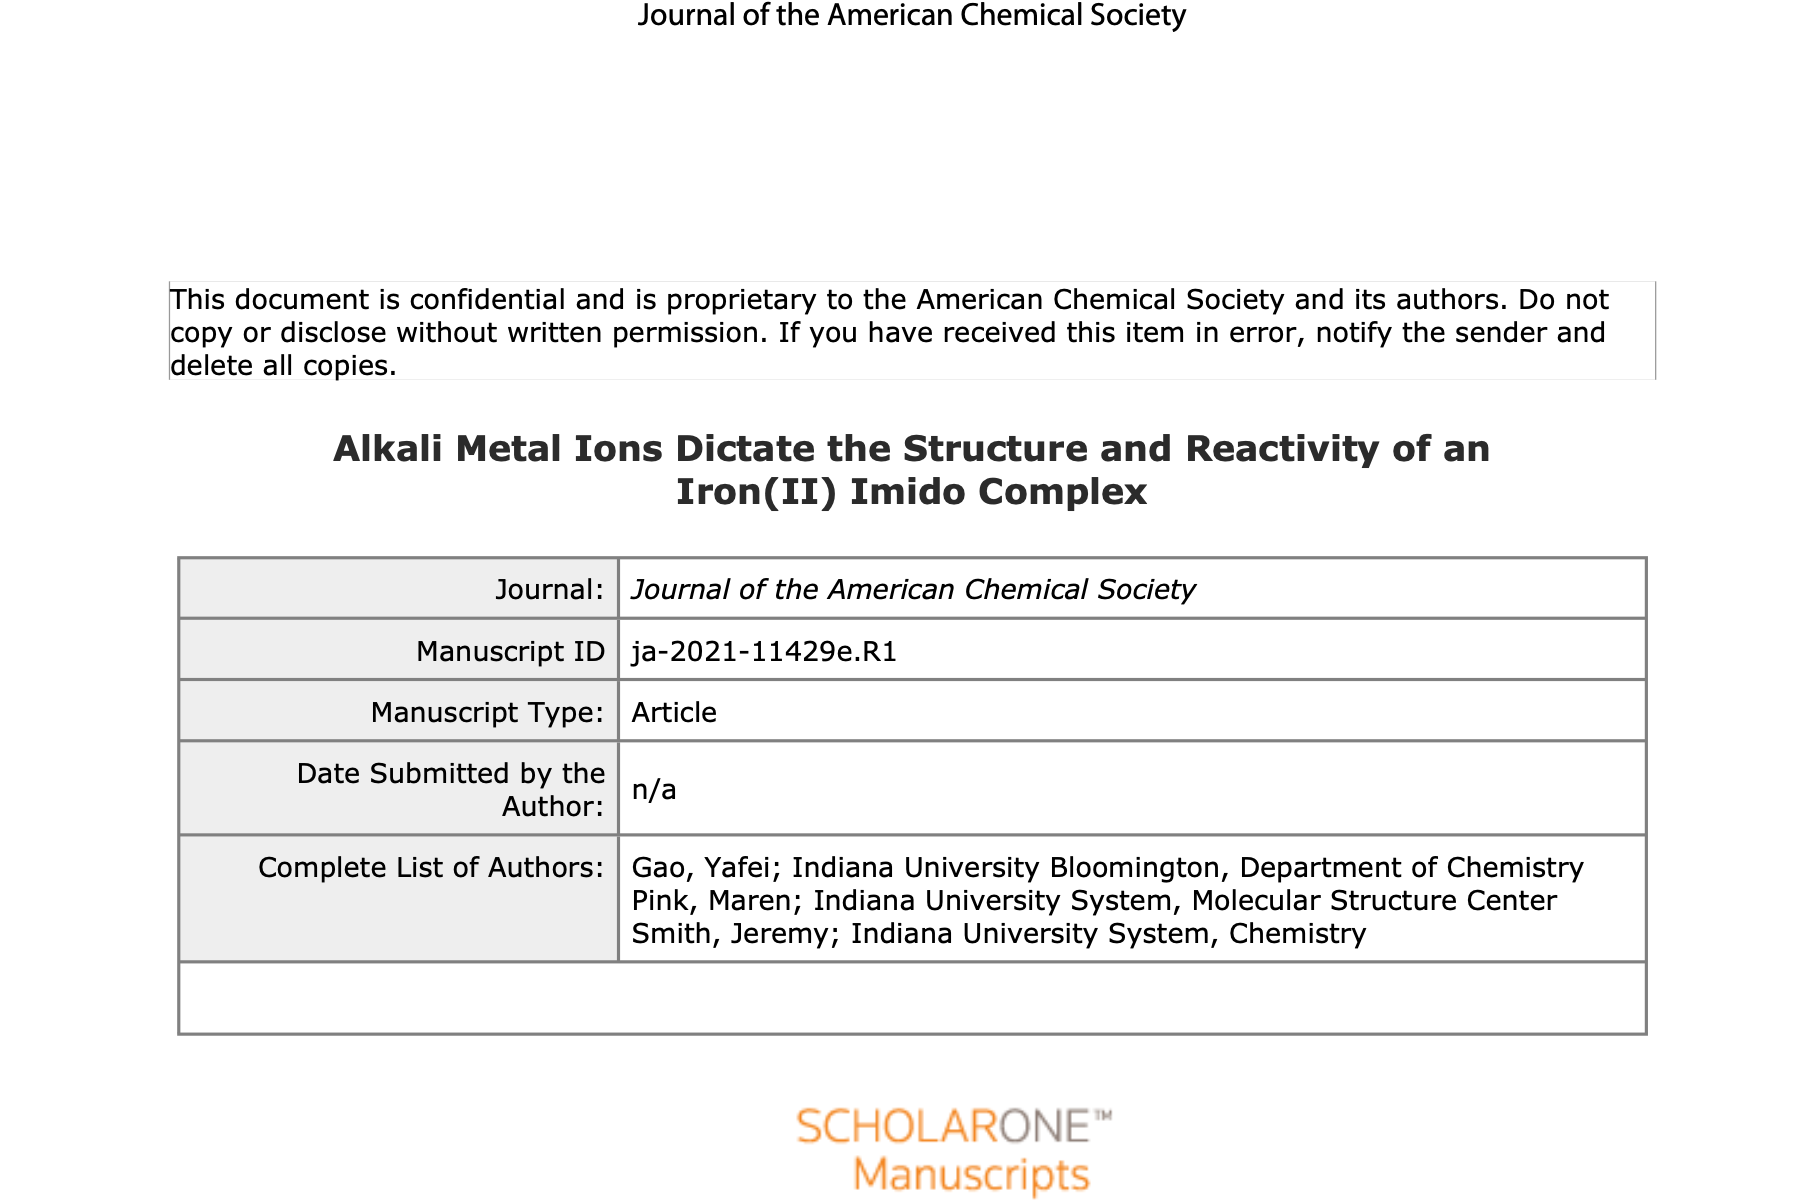 Journal of the American Chemical Society
This document is confidential and is proprietary to the American Chemical Society and its authors. Do not
copy or disclose without written permission. If you have received this item in error, notify the sender and
delete all copies.
Alkali Metal Ions Dictate the Structure and Reactivity of an
Iron(II) Imido Complex
Journal: Journal of the American Chemical Society
Manuscript ID ja-2021-11429e.R1
Manuscript Type: Article
Date Submitted by the
Author: n/a
Complete List of Authors: Gao, Yafei; Indiana University Bloomington, Department of Chemistry
Pink, Maren; Indiana University System, Molecular Structure Center
Smith, Jeremy; Indiana University System, Chemistry
SCHOLARONE™
Manuscripts